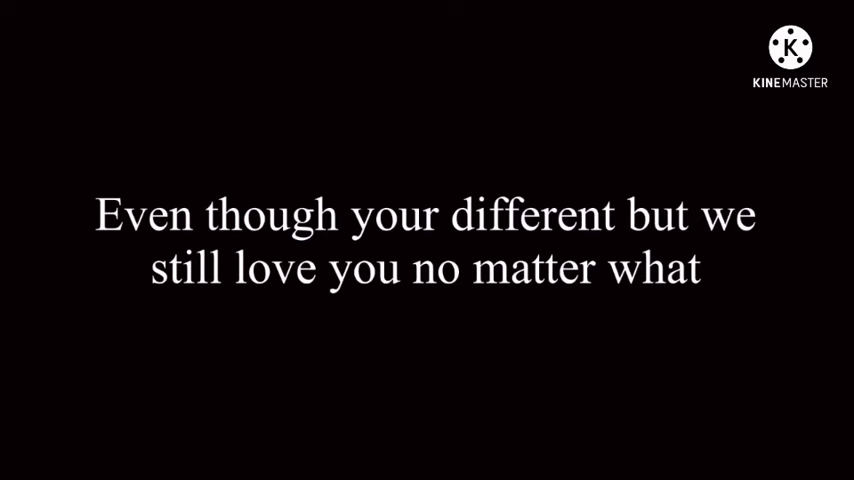 K
KINEMASTER
Even though your different but we
still love you no matter what